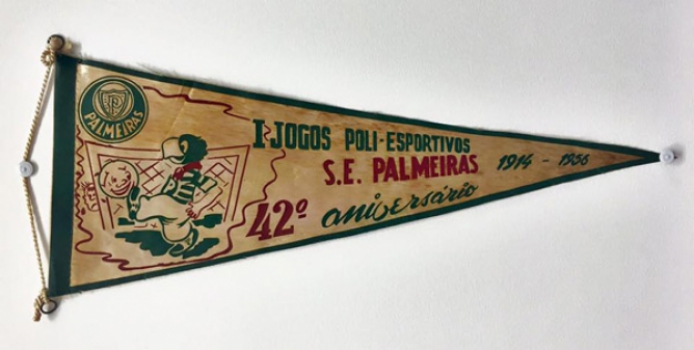 PALMEIRAS
I JOGOS POLI-ESPORTIVOS
S.E. PALMEIRAS 1914 - 1956
42º aniversário